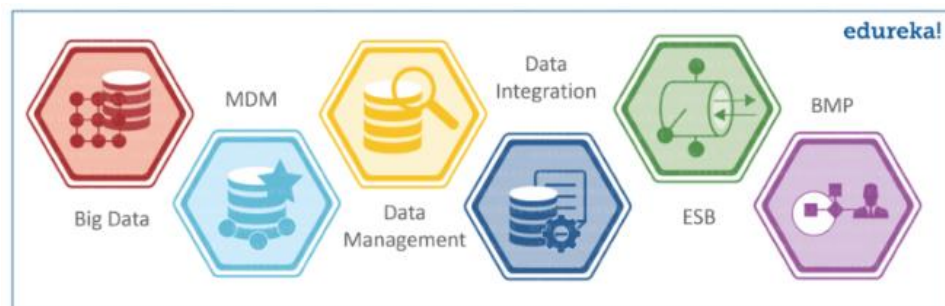 edureka!
Big Data
MDM
Data
Management
Data
Integration
ESB
BMP